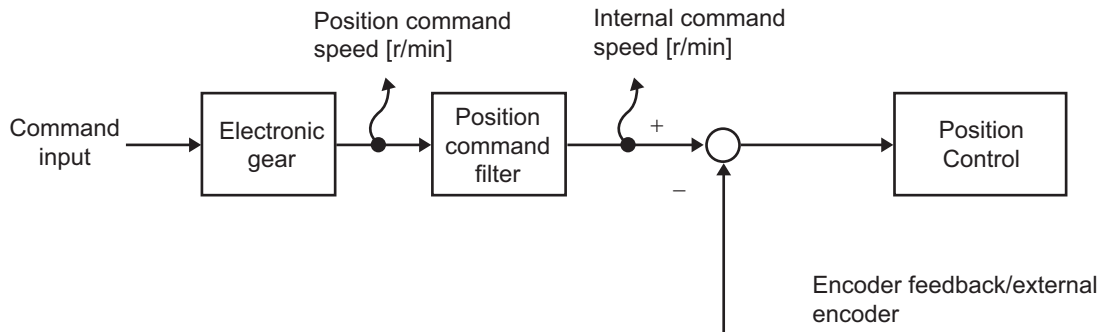 Position command
speed [r/min]
Internal command
speed [r/min]
Command
input
Electronic
gear
Position
command
filter
+
−
Position
Control
Encoder feedback/external
encoder